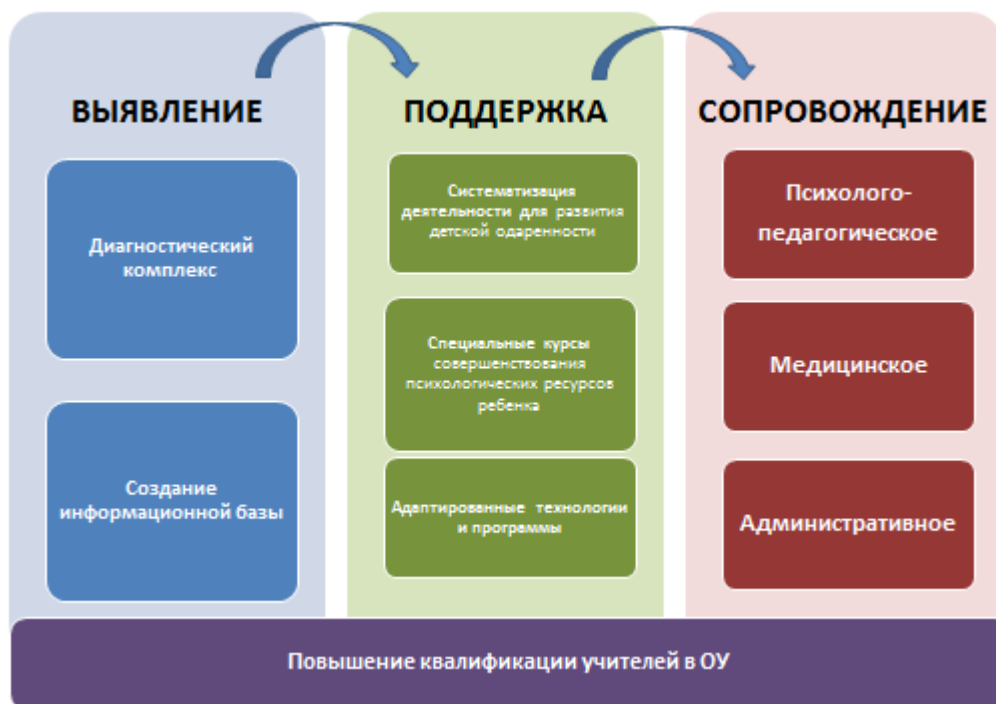 ВЫЯВЛЕНИЕ
Диагностический
комплекс
Создание
информационной базы
ПОДДЕРЖКА
Систематизация
деятельности для развития
детской одаренности
Специальные курсы
совершенствования
психологических ресурсов
ребенка
Адаптированные технологии
и программы
СОПРОВОЖДЕНИЕ
Психолого-
педагогическое
Медицинское
Административное
Повышение квалификации учителей в ОУ